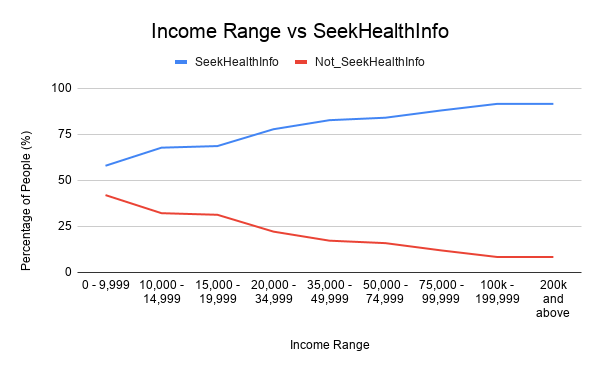 Income Range vs SeekHealthInfo
SeekHealthInfo
Not_SeekHealthInfo
Percentage of People (%)
100
75
50
25
0
0 - 9,999
10,000 -
14,999
15,000 -
19,999
20,000 -
34,999
35,000 -
49,999
50,000 -
74,999
75,000 -
99,999
100k -
199,999
200k
and
above
Income Range